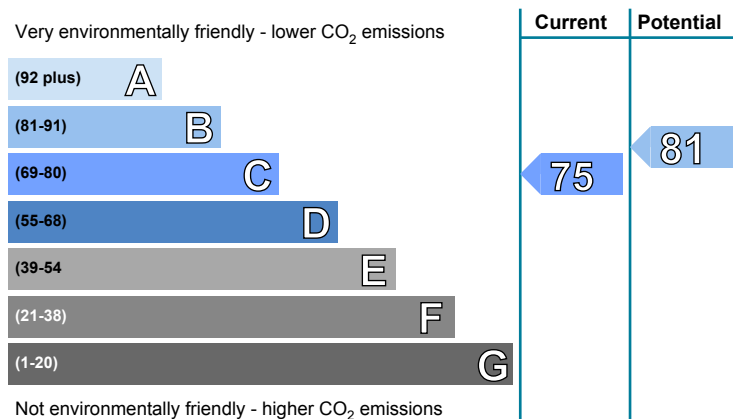 Very environmentally friendly - lower CO₂ emissions
Current
Potential
(92 plus) A
(81-91) B
(69-80) C
(55-68) D
(39-54 E
(21-38) F
(1-20) G
75
81
Not environmentally friendly - higher CO₂ emissions